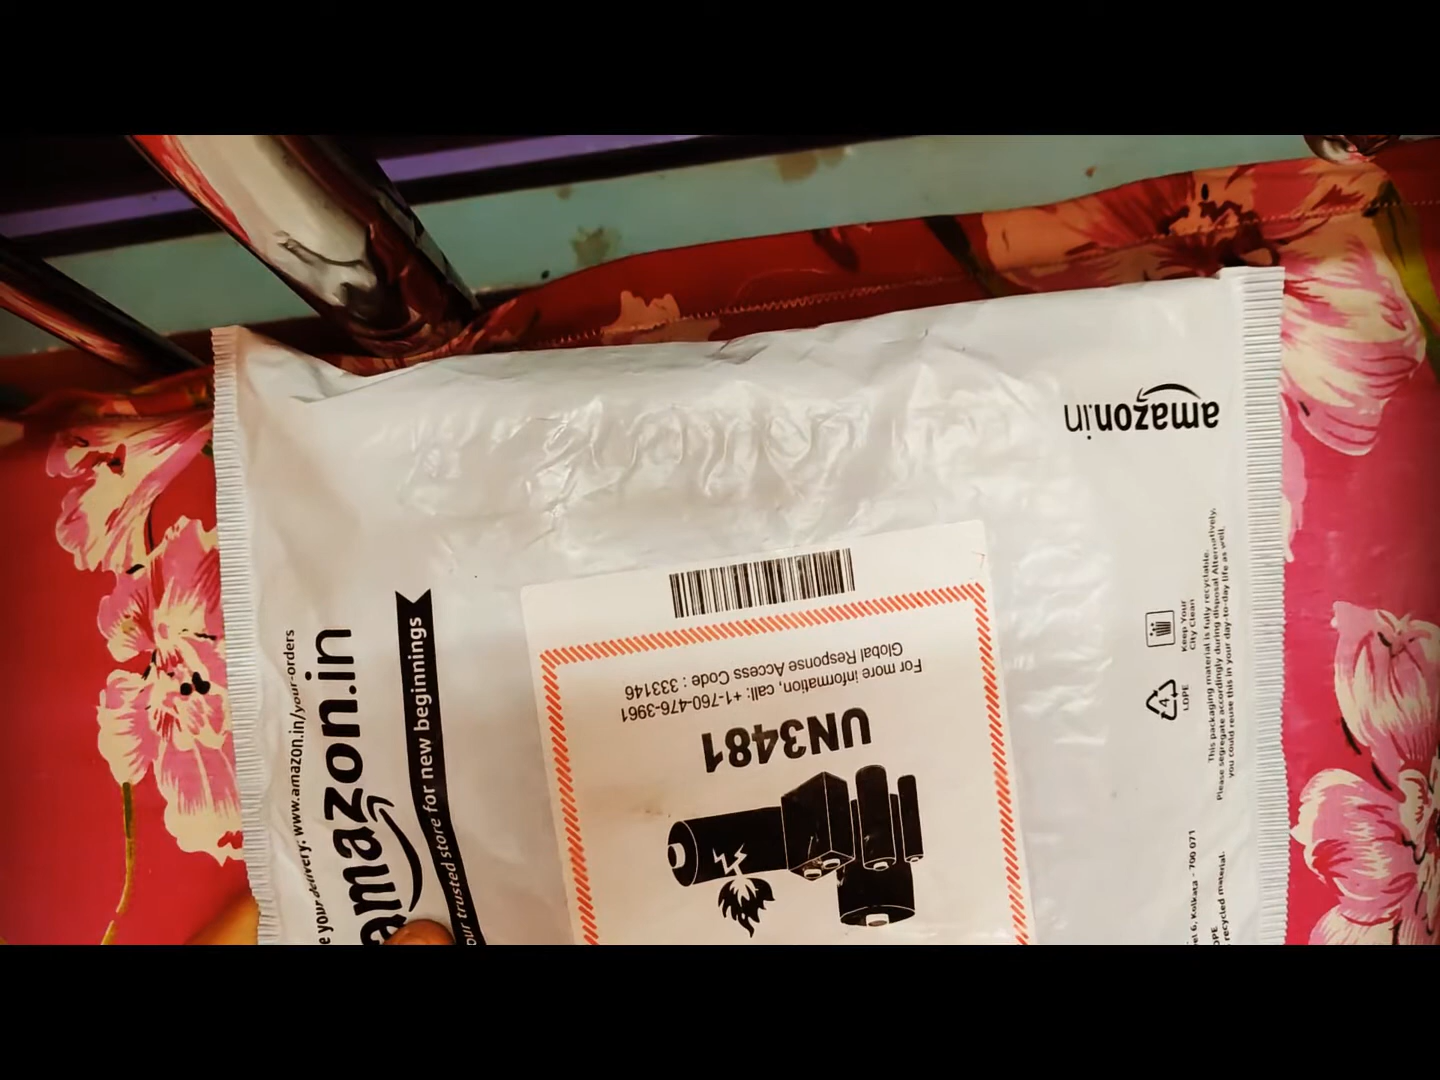 amazon.in
This packaging material is fully recyclable.
Please segregate accordingly during disposal Alternatively,
you could reuse this in your day-to-day life as well.
Keep Your
City Clean
4
LDPE
6, Kolkata - 700 071
recycled material.
For more information, call: +1-760-476-3961
Global Response Access Code : 333146
UN3481
your delivery: www.amazon.in/your-orders
amazon.in
trusted store for new beginnings